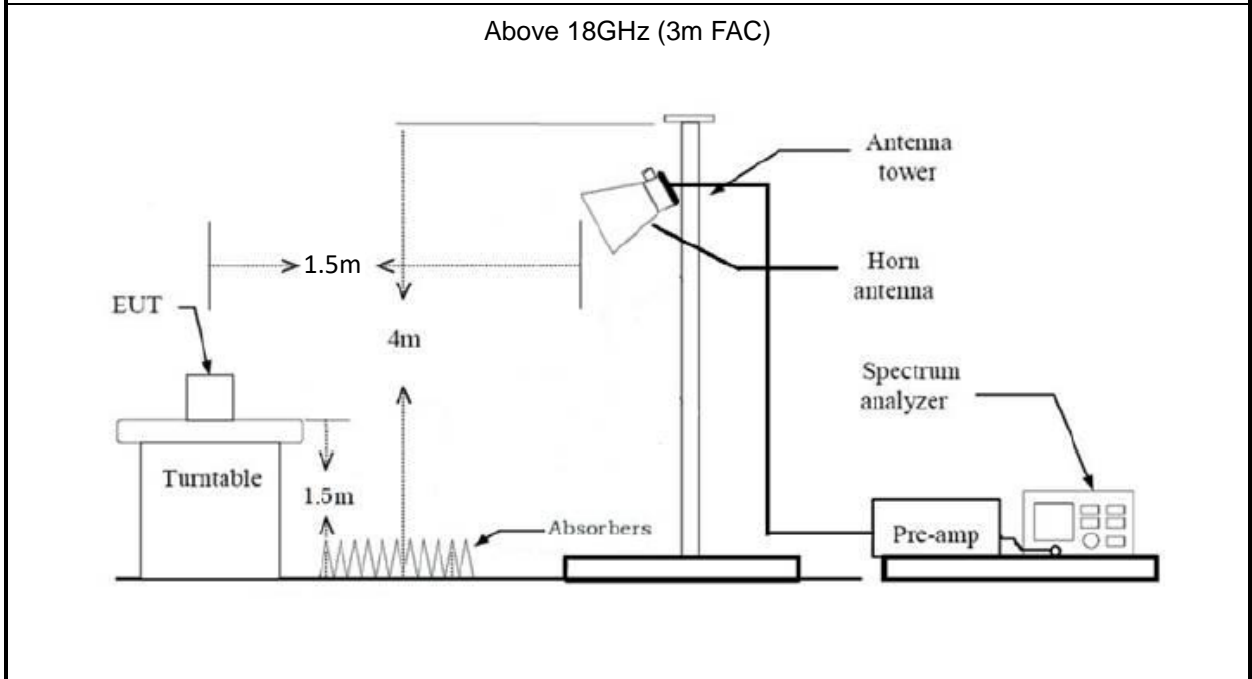 Above 18GHz (3m FAC)
Antenna
tower
1.5m
Horn
antenna
EUT
4m
Spectrum
analyzer
Turntable
1.5m
Absorbers
Pre-amp